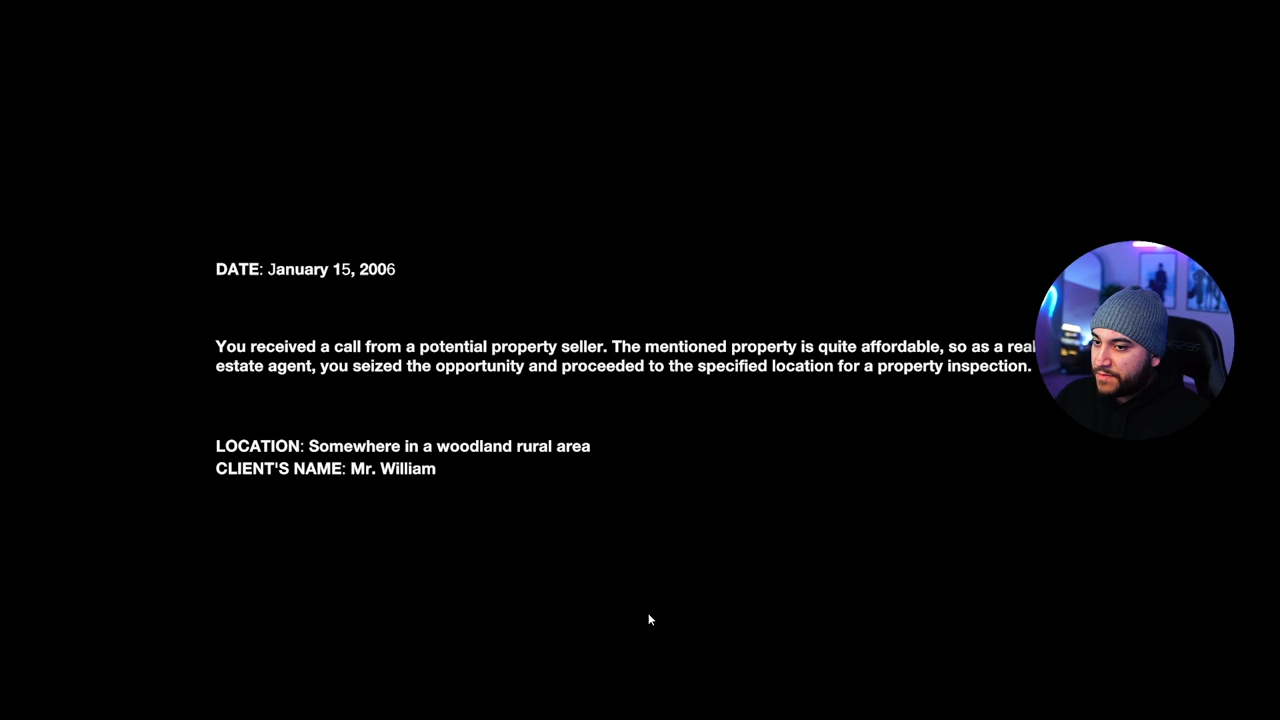 DATE: January 15, 2006
You received a call from a potential property seller. The mentioned property is quite affordable, so as a real
estate agent, you seized the opportunity and proceeded to the specified location for a property inspection.
LOCATION: Somewhere in a woodland rural area
CLIENT'S NAME: Mr. William